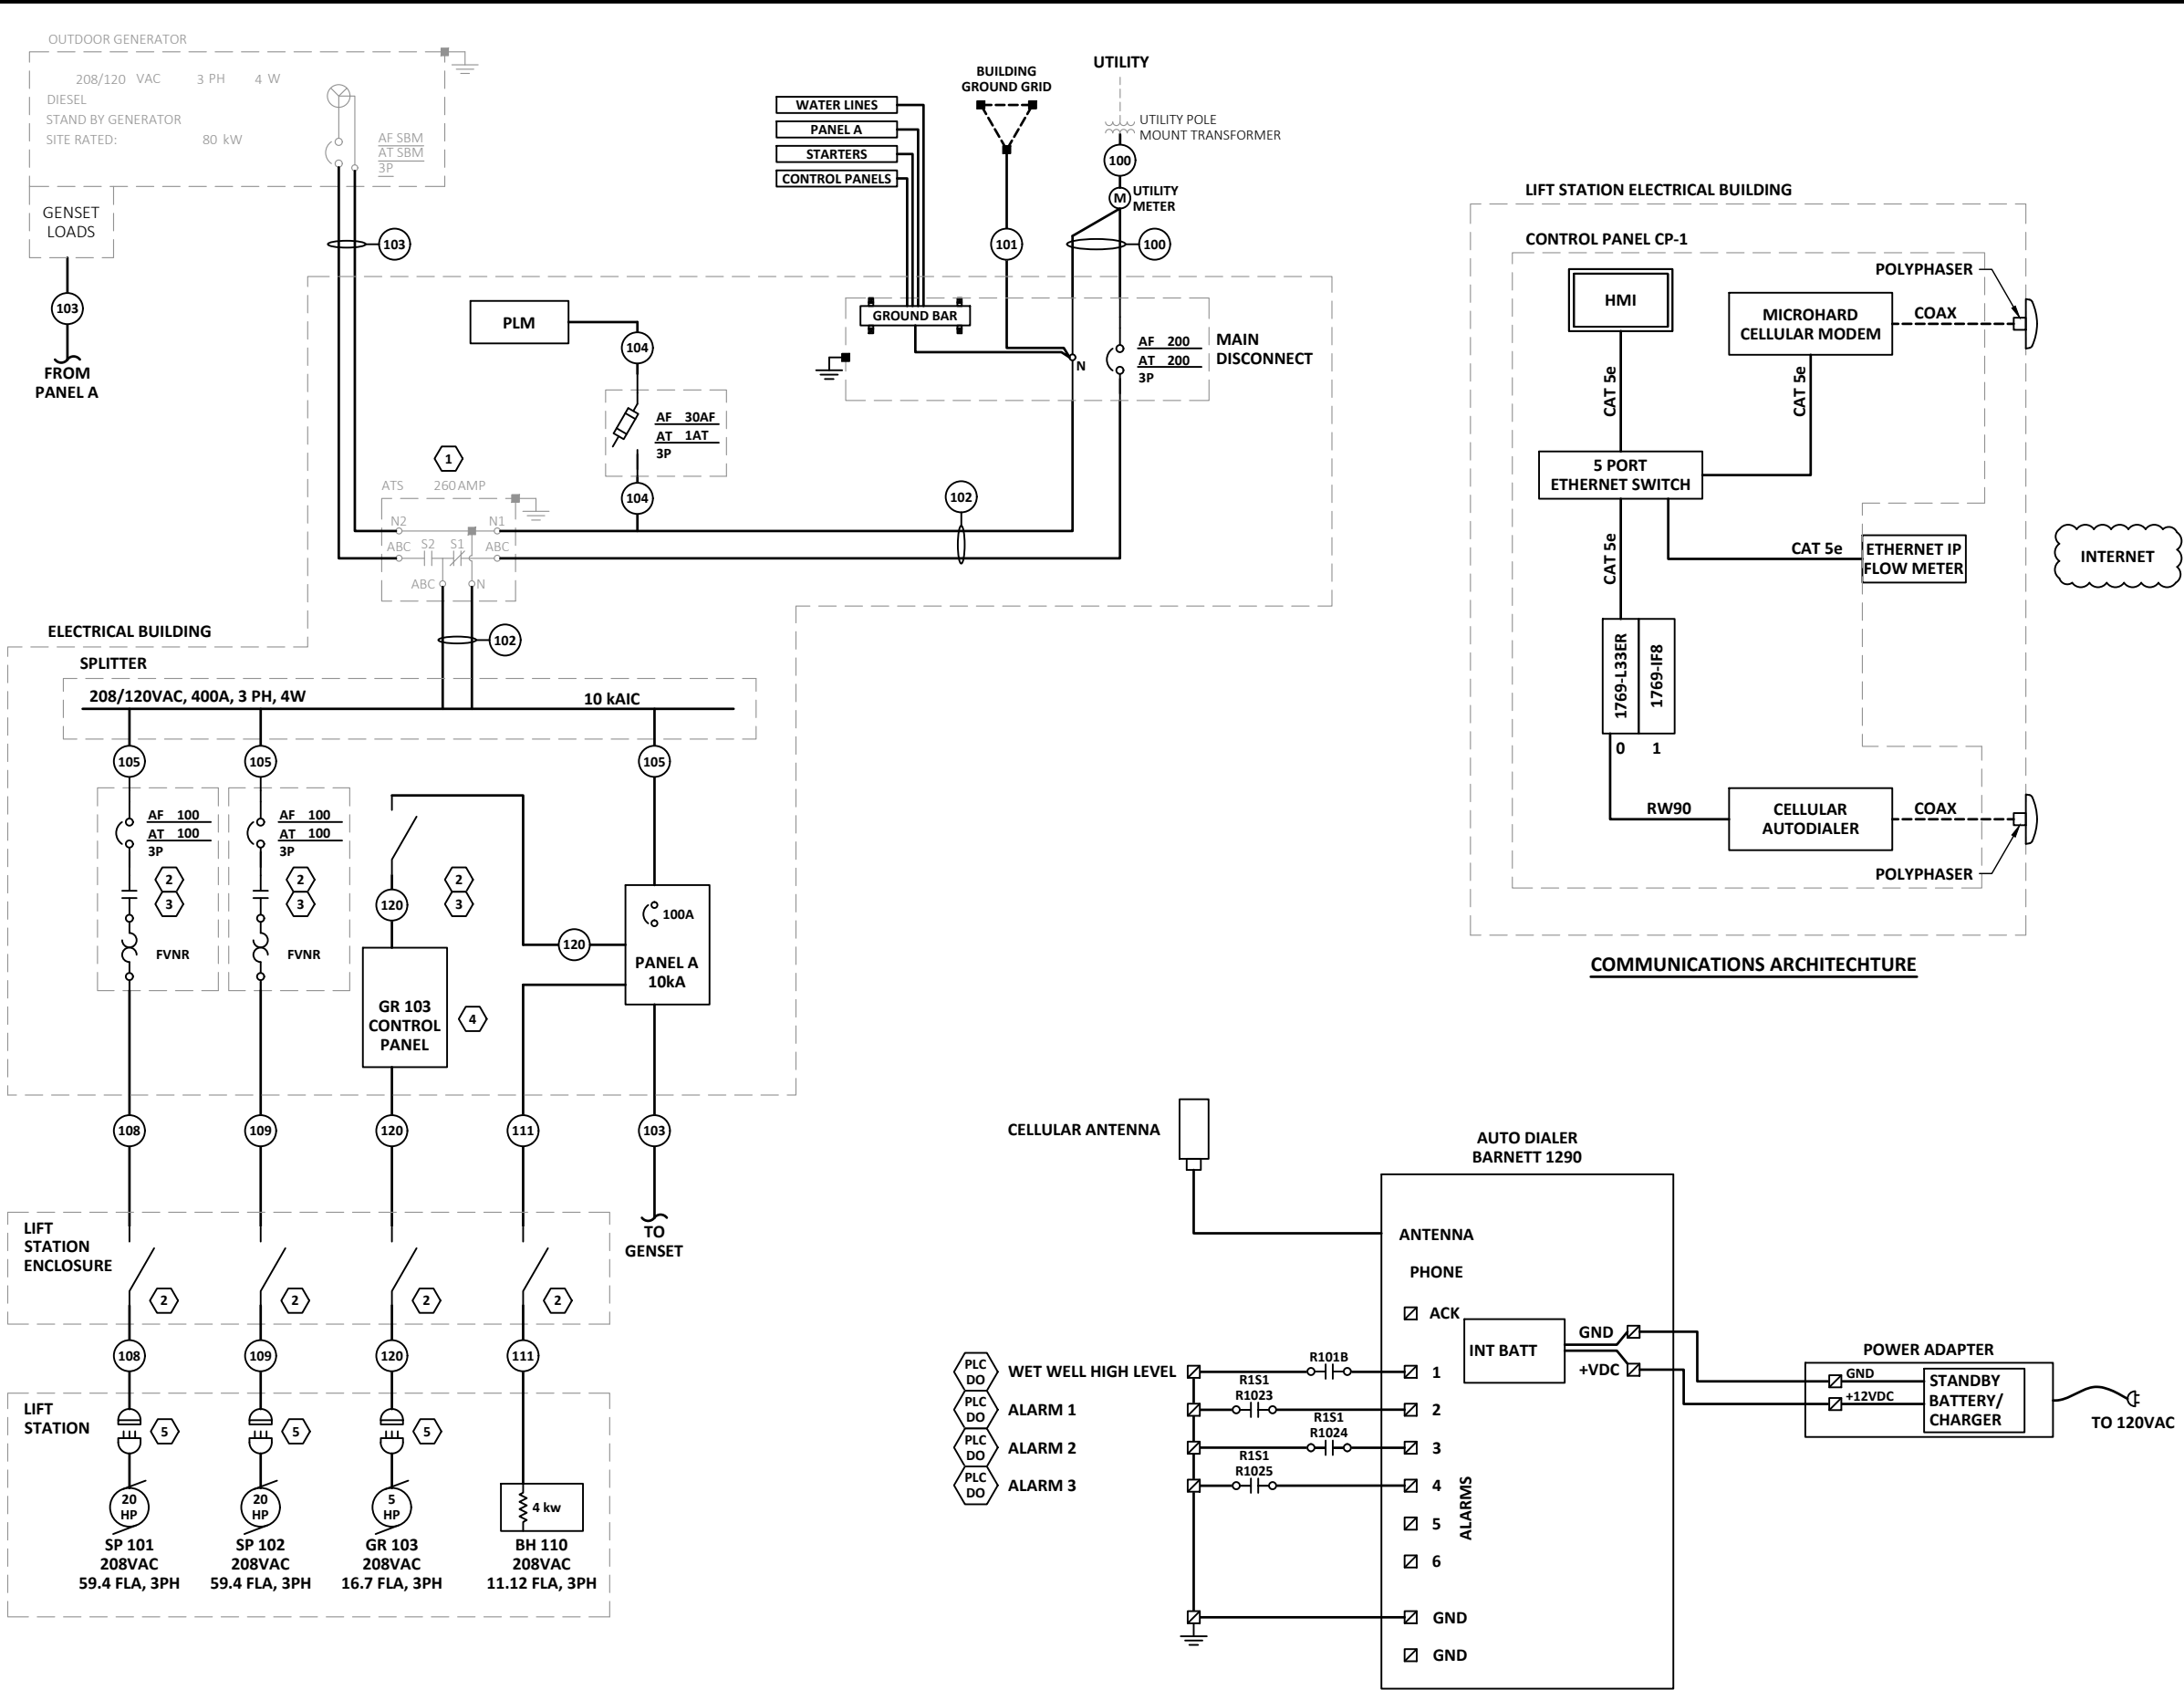 OUTDOOR GENERATOR
208/120 VAC 3 PH 4 W
DIESEL
STAND BY GENERATOR
SITE RATED: 80 kW
AF SBM
AT SBM
3P
GENSET
LOADS
103
103
FROM
PANEL A
WATER LINES
PANEL A
STARTERS
CONTROL PANELS
BUILDING
GROUND GRID
UTILITY
UTILITY POLE
MOUNT TRANSFORMER
100
M
UTILITY
METER
101
100
GROUND BAR
N
AF 200
AT 200
3P
MAIN
DISCONNECT
PLM
104
AF 30AF
AT 1AT
3P
104
1
ATS 260 AMP
N2
N1
ABC
S2
S1
ABC
ABC
N
102
102
ELECTRICAL BUILDING
SPLITTER
208/120VAC, 400A, 3 PH, 4W
10 kAIC
105
105
105
AF 100
AT 100
3P
2
3
FVNR
AF 100
AT 100
3P
2
3
FVNR
2
3
120
120
GR 103
CONTROL
PANEL
4
100A
PANEL A
10kA
108
109
120
111
103
TO
GENSET
LIFT
STATION
ENCLOSURE
2
2
2
2
108
109
120
111
LIFT
STATION
5
5
5
20
HP
20
HP
5
HP
4 kw
SP 101
208VAC
59.4 FLA, 3PH
SP 102
208VAC
59.4 FLA, 3PH
GR 103
208VAC
16.7 FLA, 3PH
BH 110
208VAC
11.12 FLA, 3PH
LIFT STATION ELECTRICAL BUILDING
CONTROL PANEL CP-1
POLYPHASER
HMI
MICROHARD
CELLULAR MODEM
COAX
CAT 5e
CAT 5e
5 PORT
ETHERNET SWITCH
CAT 5e
CAT 5e
ETHERNET IP
FLOW METER
INTERNET
1769-L33ER
1769-IF8
0
1
RW90
CELLULAR
AUTODIALER
COAX
POLYPHASER
COMMUNICATIONS ARCHITECHTURE
CELLULAR ANTENNA
AUTO DIALER
BARNETT 1290
ANTENNA
PHONE
ACK
INT BATT
GND
+VDC
POWER ADAPTER
GND
+12VDC
STANDBY
BATTERY/
CHARGER
TO 120VAC
PLC
DO
WET WELL HIGH LEVEL
R101B
1
PLC
DO
ALARM 1
R1S1
R1023
2
PLC
DO
ALARM 2
R1S1
R1024
3
PLC
DO
ALARM 3
R1S1
R1025
4
5
6
ALARMS
GND
GND